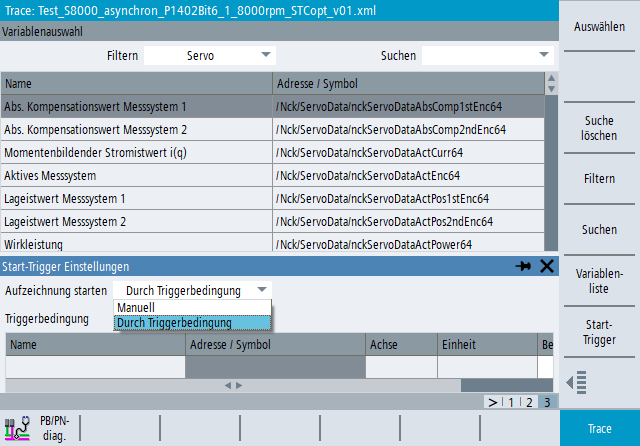 Trace: Test_S8000_asynchron_P1402Bit6_1_8000rpm_STCopt_v01.xml
Variablenauswahl
Filtern Servo Suchen
Name Adresse / Symbol
Abs. Kompensationswert Messsystem 1 /Nck/ServoData/nckServoDataAbsComp1stEnc64
Abs. Kompensationswert Messsystem 2 /Nck/ServoData/nckServoDataAbsComp2ndEnc64
Momentenbildender Stromistwert i(q) /Nck/ServoData/nckServoDataActCurr64
Aktives Messsystem /Nck/ServoData/nckServoDataActEnc64
Lageistwert Messsystem 1 /Nck/ServoData/nckServoDataActPos1stEnc64
Lageistwert Messsystem 2 /Nck/ServoData/nckServoDataActPos2ndEnc64
Wirkleistung /Nck/ServoData/nckServoDataActPower64
Start-Trigger Einstellungen
Aufzeichnung starten Durch Triggerbedingung
Manuell
Triggerbedingung Durch Triggerbedingung
Name Adresse / Symbol Achse Einheit Be
> 1 2 3
Auswählen
Suche
löschen
Filtern
Suchen
Variablen-
liste
Start-
Trigger
PB/PN-
diag.
Trace